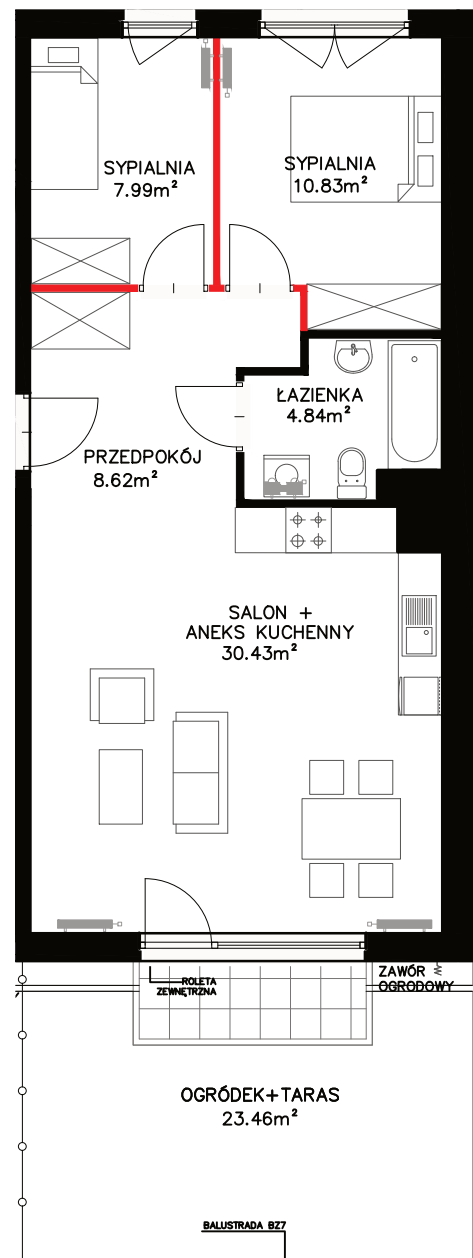 SYPIALNIA
7.99m²
SYPIALNIA
10.83m²
ŁAZIENKA
4.84m²
PRZEDPOKÓJ
8.62m²
SALON +
ANEKS KUCHENNY
30.43m²
ROLETA
ZEWNĘTRZNA
ZAWÓR
OGRODOWY
OGRÓDEK+TARAS
23.46m²
BALUSTRADA BZ7